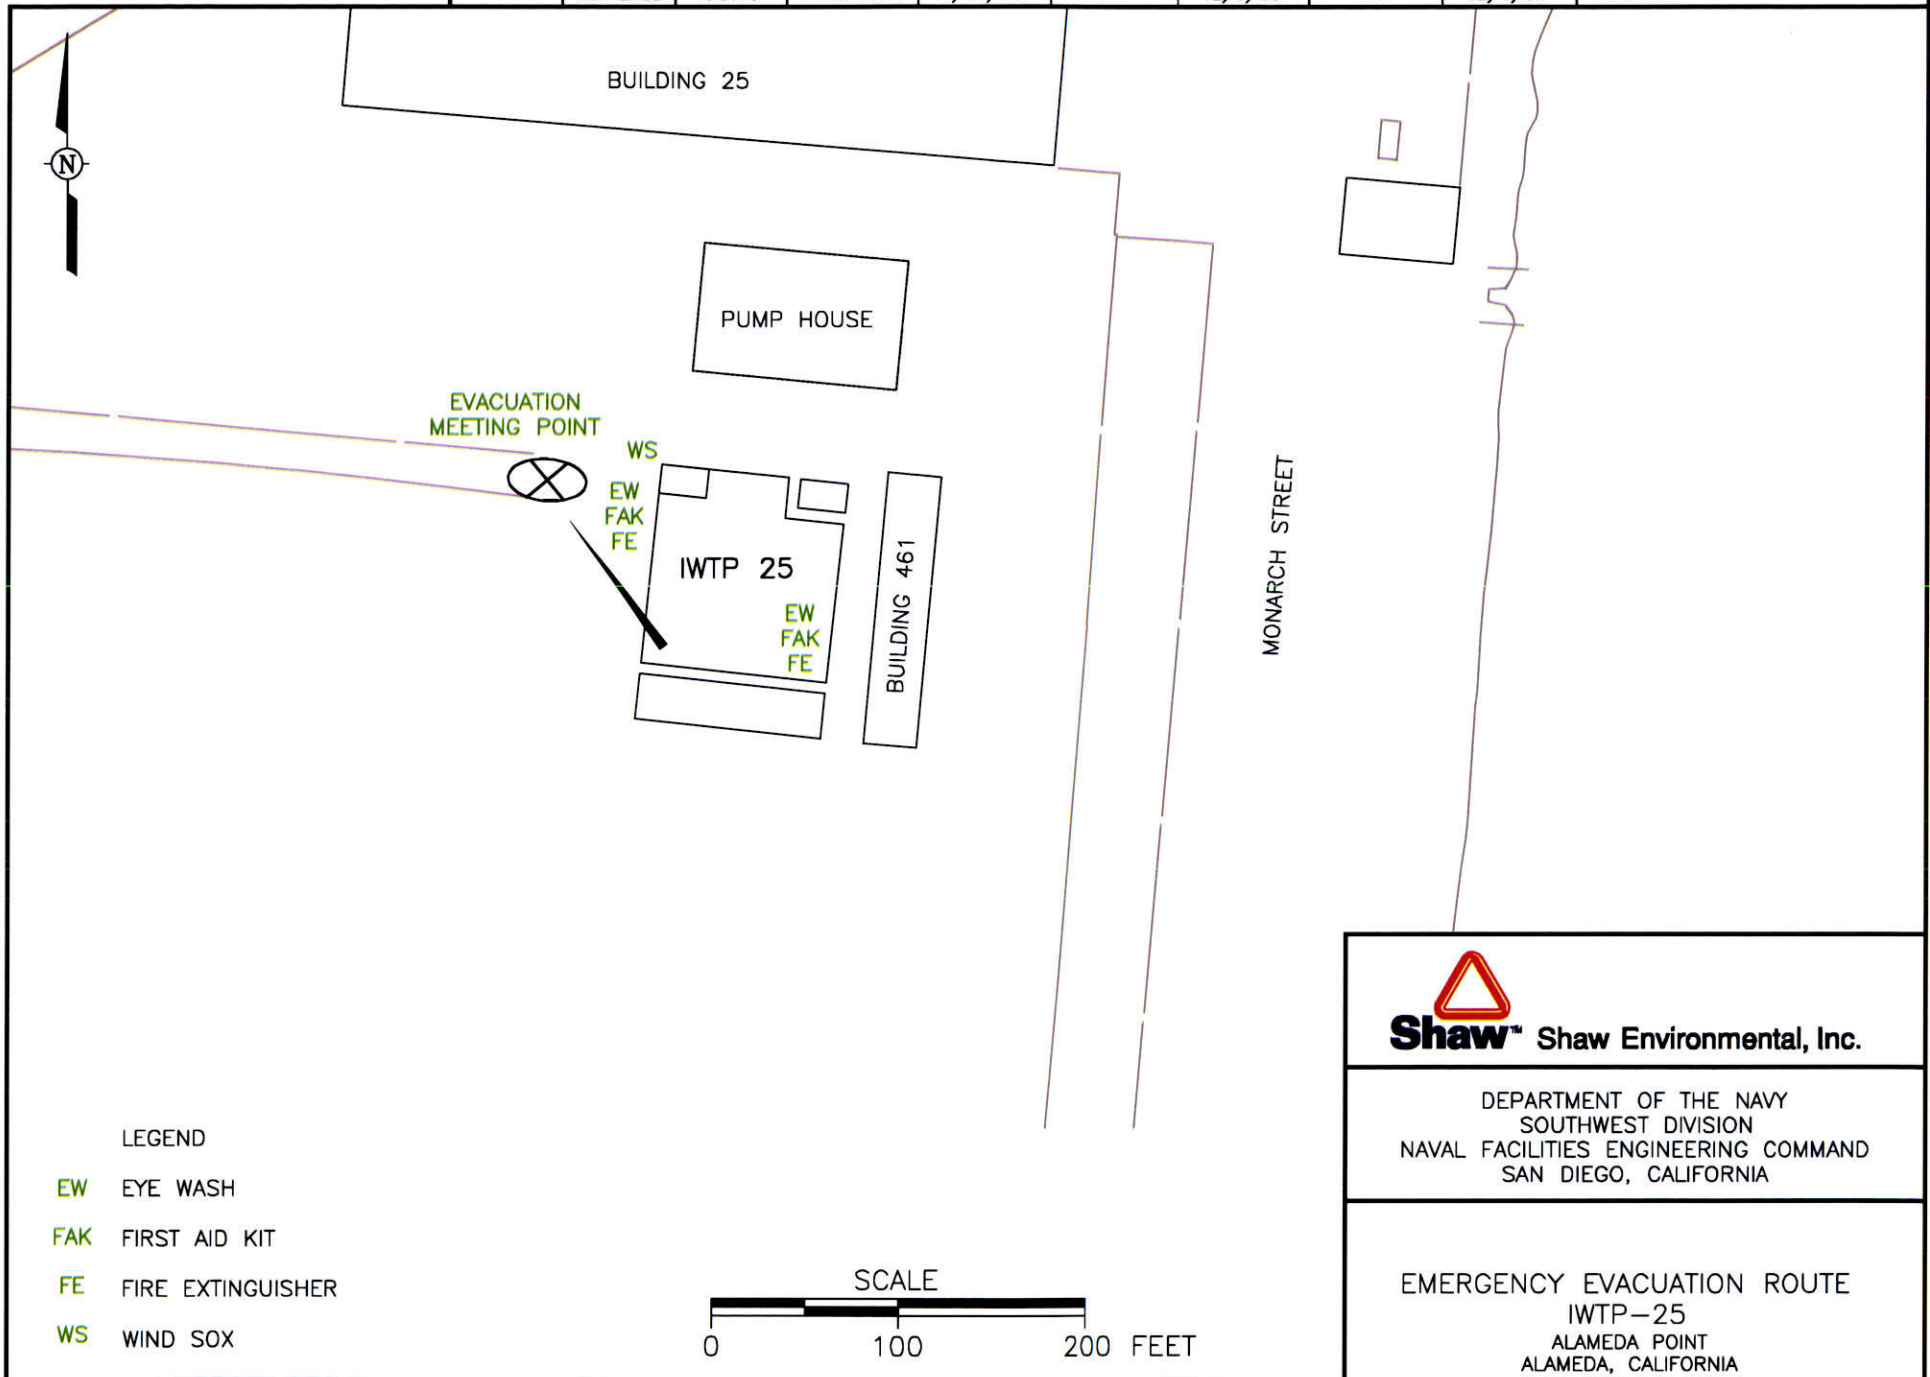 BUILDING 25
N
PUMP HOUSE
EVACUATION
MEETING POINT
WS
EW
FAK
FE
IWTP 25
EW
FAK
FE
BUILDING 461
MONARCH STREET
LEGEND
EW EYE WASH
FAK FIRST AID KIT
FE FIRE EXTINGUISHER
WS WIND SOX
SCALE
0 100 200 FEET
Shaw™ Shaw Environmental, Inc.
DEPARTMENT OF THE NAVY
SOUTHWEST DIVISION
NAVAL FACILITIES ENGINEERING COMMAND
SAN DIEGO, CALIFORNIA
EMERGENCY EVACUATION ROUTE
IWTP-25
ALAMEDA POINT
ALAMEDA, CALIFORNIA